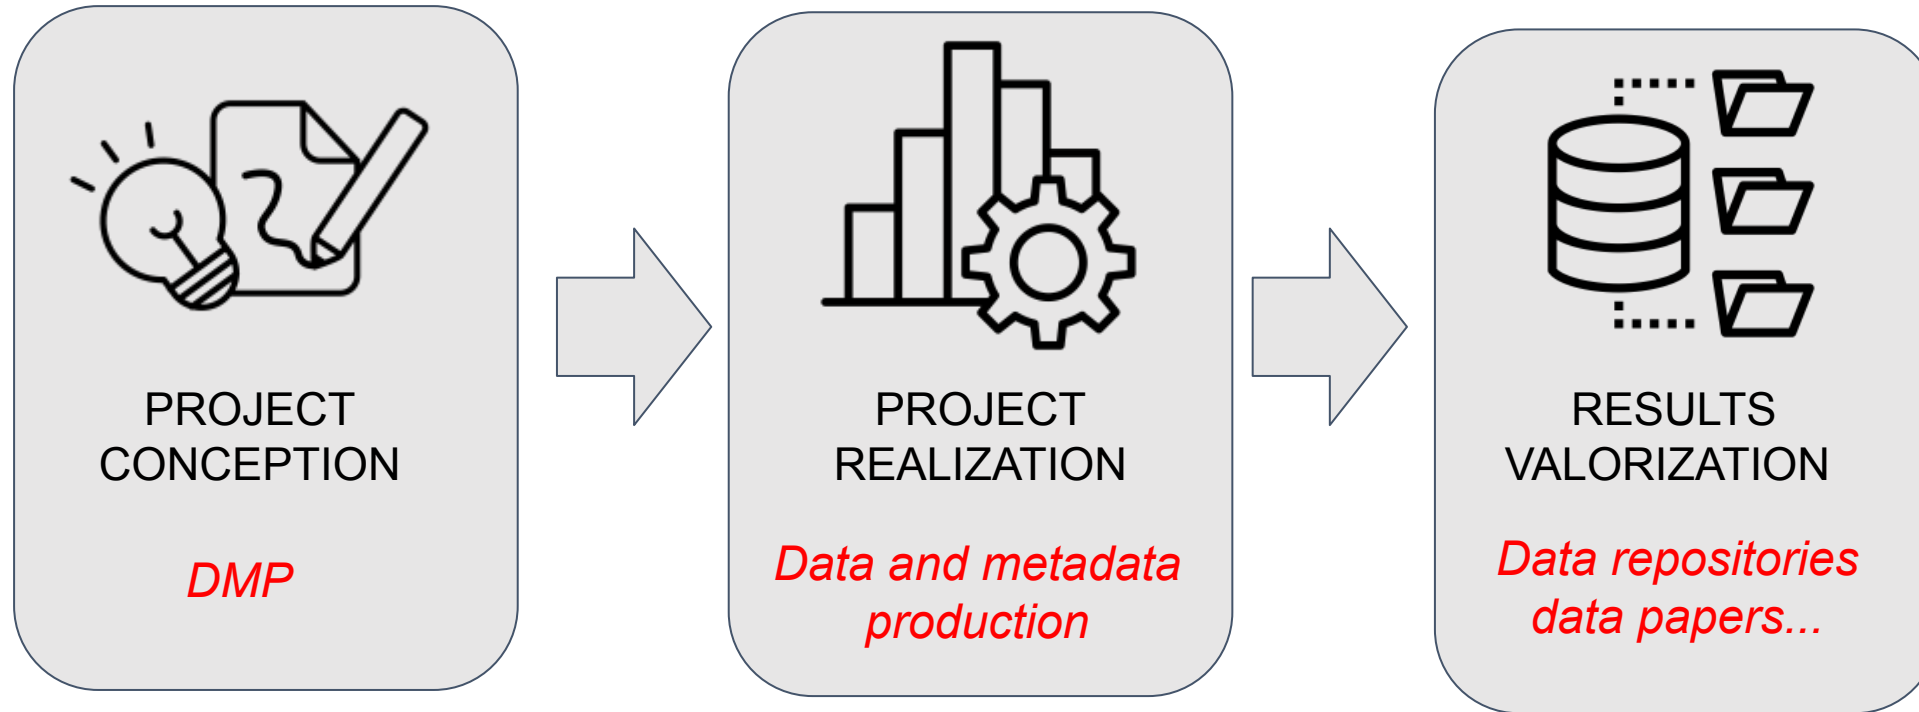 PROJECT
CONCEPTION
DMP
PROJECT
REALIZATION
Data and metadata
production
RESULTS
VALORIZATION
Data repositories
data papers...